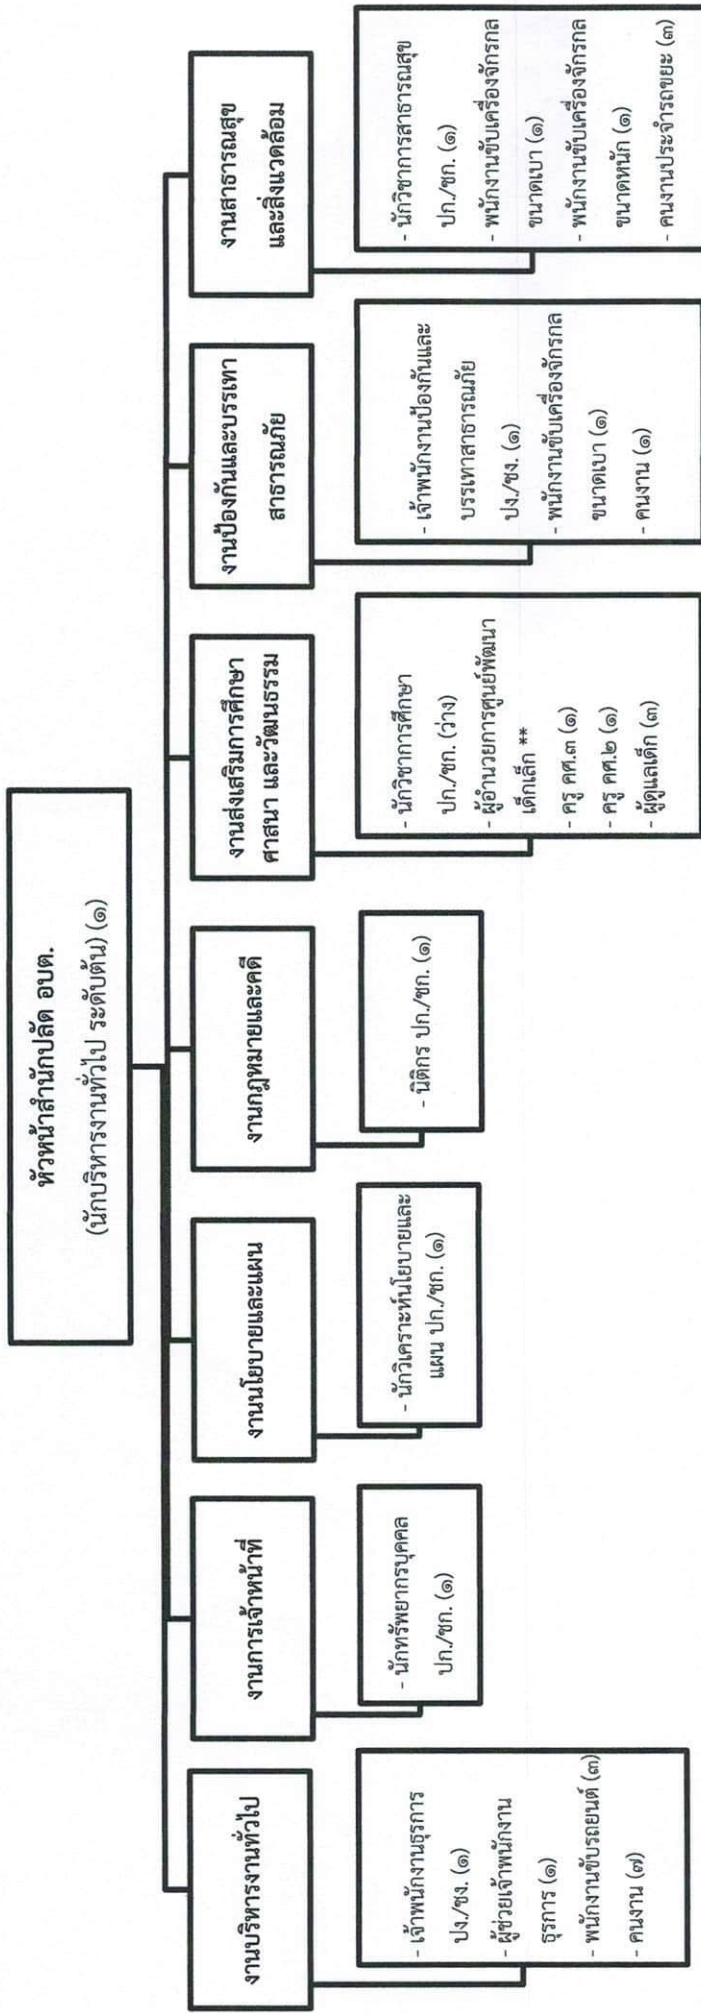 หัวหน้าสำนักปลัด อบต.
(นักบริหารงานทั่วไป ระดับต้น) (๑)
งานบริหารงานทั่วไป
- เจ้าพนักงานธุรการ
ปง./ชง. (๑)
- ผู้ช่วยเจ้าพนักงาน
ธุรการ (๑)
- พนักงานขับรถยนต์ (๓)
- คนงาน (๗)
งานการเจ้าหน้าที่
- นักทรัพยากรบุคคล
ปก./ชก. (๑)
งานนโยบายและแผน
- นักวิเคราะห์นโยบายและ
แผน ปก./ชก. (๑)
งานกฎหมายและคดี
- นิติกร ปก./ชก. (๑)
งานส่งเสริมการศึกษา
ศาสนา และวัฒนธรรม
- นักวิชาการศึกษา
ปก./ชก. (ว่าง)
- ผู้อำนวยการศูนย์พัฒนา
เด็กเล็ก **
- ครู คศ.๓ (๑)
- ครู คศ.๒ (๑)
- ผู้ดูแลเด็ก (๓)
งานป้องกันและบรรเทา
สาธารณภัย
- เจ้าพนักงานป้องกันและ
บรรเทาสาธารณภัย
ปง./ชง. (๑)
- พนักงานขับเครื่องจักรกล
ขนาดเบา (๑)
- คนงาน (๑)
งานสาธารณสุข
และสิ่งแวดล้อม
- นักวิชาการสาธารณสุข
ปก./ชก. (๑)
- พนักงานขับเครื่องจักรกล
ขนาดเบา (๑)
- พนักงานขับเครื่องจักรกล
ขนาดหนัก (๑)
- คนงานประจำรถขยะ (๓)